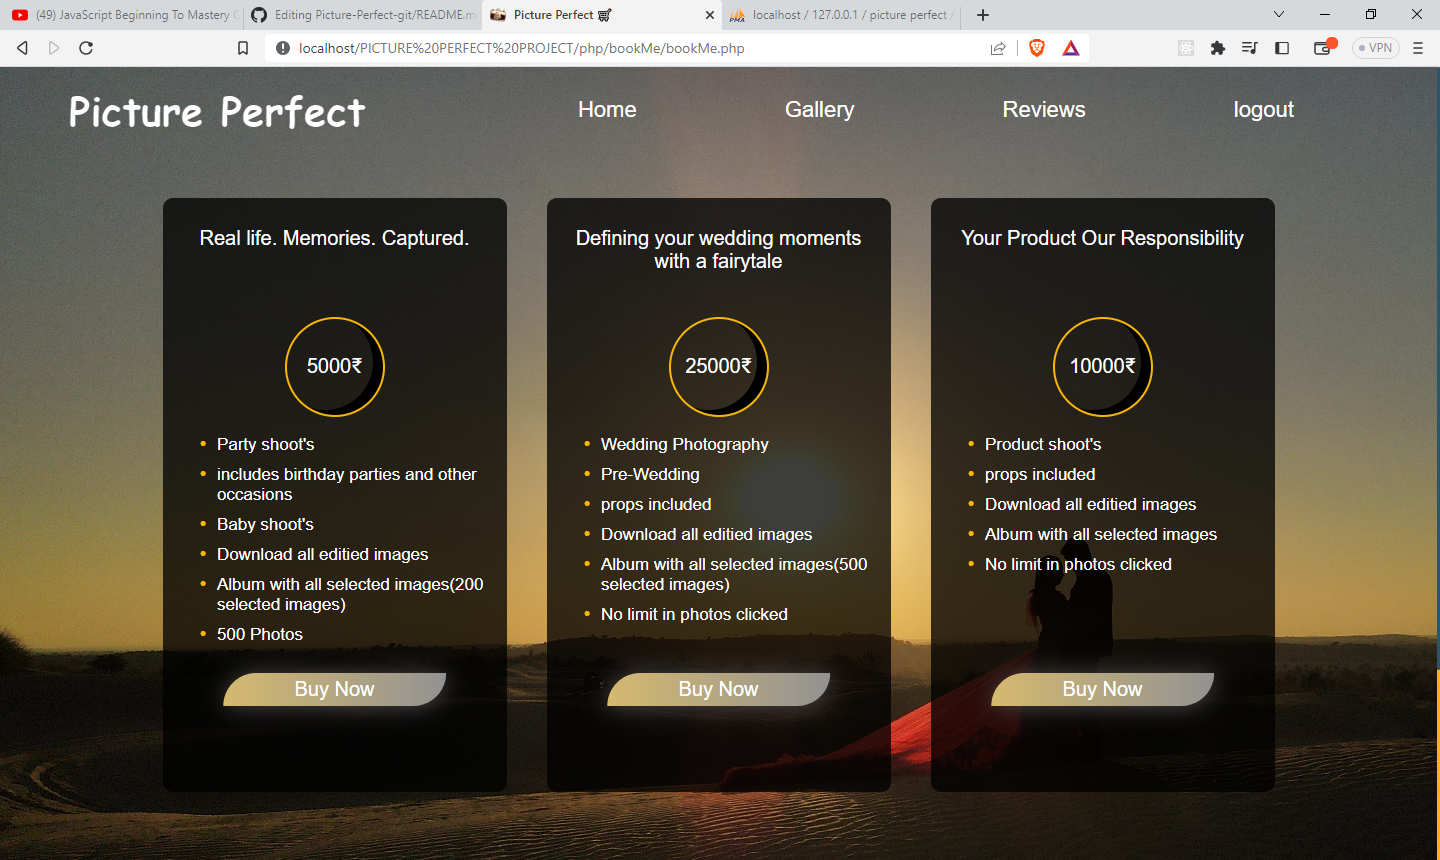 (49) JavaScript Beginning To Mastery
Editing Picture-Perfect-git/README.m
Picture Perfect
localhost / 127.0.0.1 / picture perfect /
localhost/PICTURE%20PERFECT%20PROJECT/php/bookMe/bookMe.php
VPN
Picture Perfect
Home
Gallery
Reviews
logout
Real life. Memories. Captured.
5000₹
Party shoot's
includes birthday parties and other
occasions
Baby shoot's
Download all editied images
Album with all selected images(200
selected images)
500 Photos
Buy Now
Defining your wedding moments
with a fairytale
25000₹
Wedding Photography
Pre-Wedding
props included
Download all editied images
Album with all selected images(500
selected images)
No limit in photos clicked
Buy Now
Your Product Our Responsibility
10000₹
Product shoot's
props included
Download all editied images
Album with all selected images
No limit in photos clicked
Buy Now